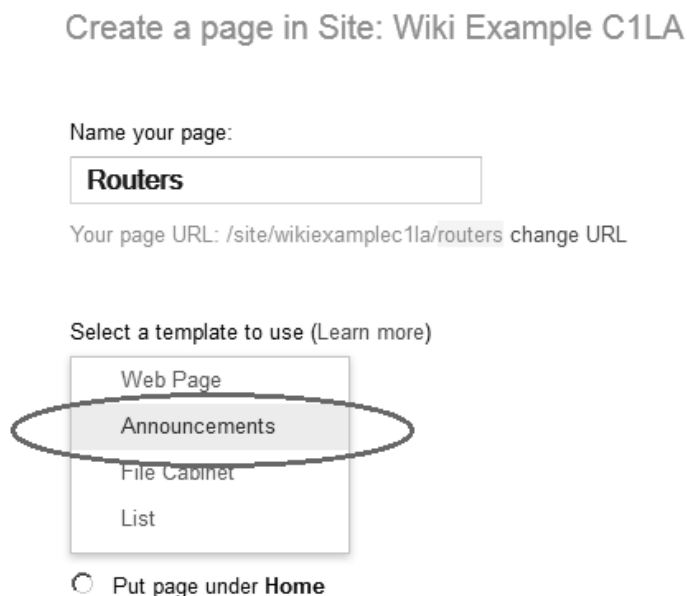 Create a page in Site: Wiki Example C1LA
Name your page:
Routers
Your page URL: /site/wikiexamplec1la/routers change URL
Select a template to use (Learn more)
Web Page
Announcements
File Cabinet
List
Put page under Home